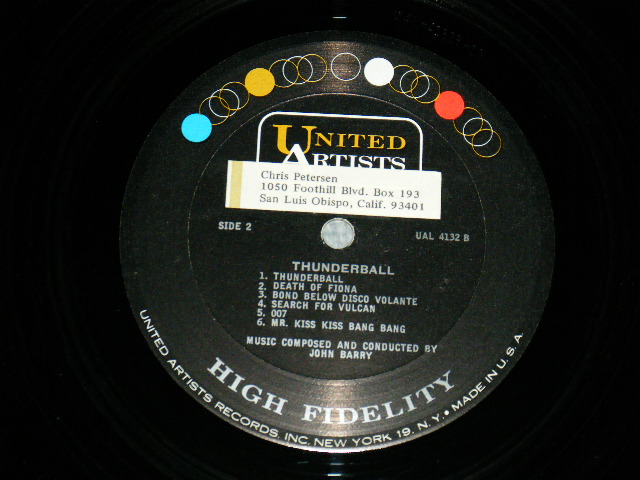 UNITED
ARTISTS
Chris Petersen
1050 Foothill Blvd. Box 193
San Luis Obispo, Calif. 93401
SIDE 2
UAL 4132 B
THUNDERBALL
1. THUNDERBALL
2. DEATH OF FIONA
3. BOND BELOW DISCO VOLANTE
4. SEARCH FOR VULCAN
5. 007
6. MR. KISS KISS BANG BANG
MUSIC COMPOSED AND CONDUCTED BY
JOHN BARRY
HIGH FIDELITY
UNITED ARTISTS RECORDS, INC. NEW YORK 19, N.Y. • MADE IN U.S.A.